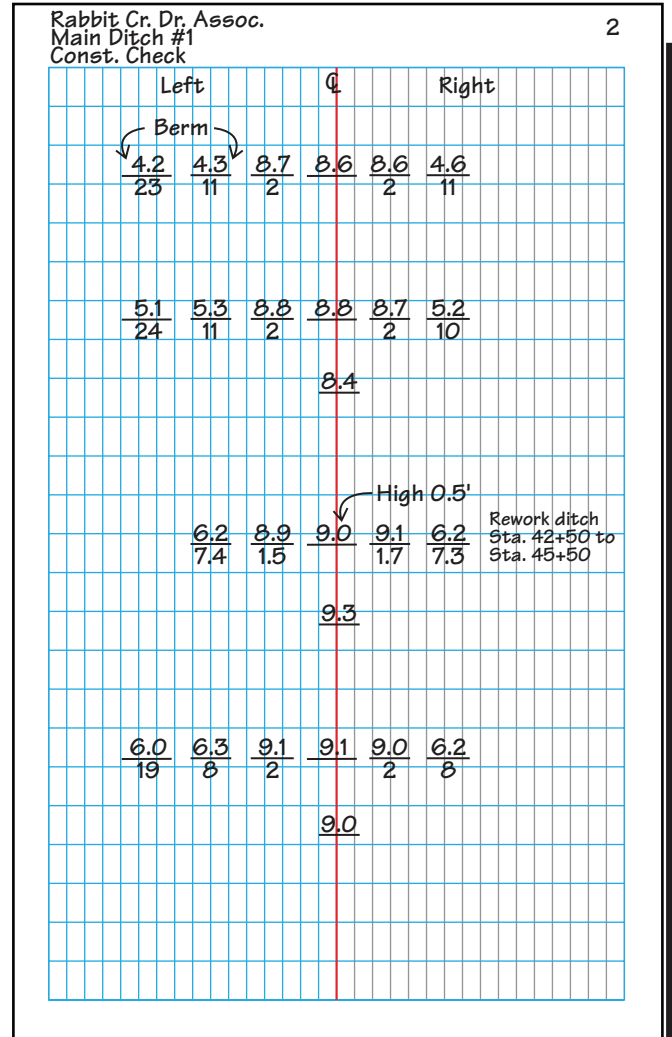 Rabbit Cr. Dr. Assoc.
2
Main Ditch #1
Const. Check
Left ℄ Right
Berm
4.2 4.3 8.7 8.6 8.6 4.6
23 11 2 2 11
5.1 5.3 8.8 8.8 8.7 5.2
24 11 2 2 10
8.4
High 0.5'
Rework ditch
6.2 8.9 9.0 9.1 6.2 Sta. 42+50 to
7.4 1.5 1.7 7.3 Sta. 45+50
9.3
6.0 6.3 9.1 9.1 9.0 6.2
19 8 2 2 8
9.0